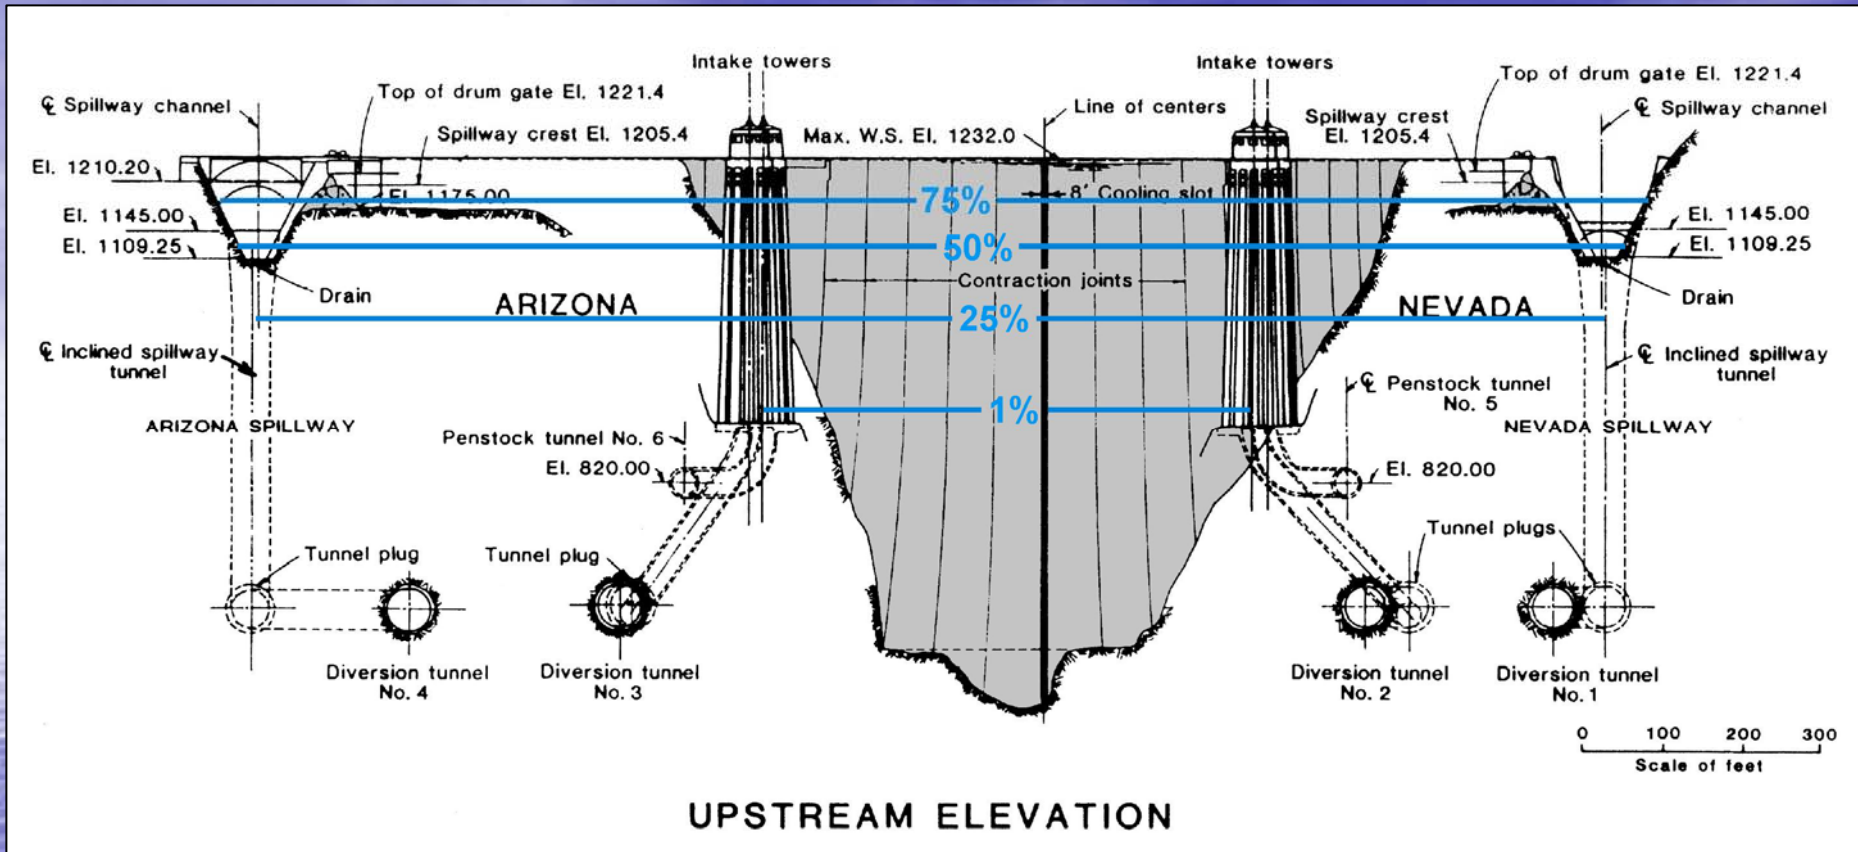 Intake towers
Intake towers
Top of drum gate El. 1221.4
Top of drum gate El. 1221.4
℄ Spillway channel
Line of centers
℄ Spillway channel
Spillway crest El. 1205.4
Max. W.S. El. 1232.0
Spillway crest
El. 1205.4
El. 1210.20
El. 1175.00
8' Cooling slot
75%
El. 1145.00
El. 1145.00
El. 1109.25
50%
El. 1109.25
Contraction joints
Drain
ARIZONA
NEVADA
Drain
25%
℄ Inclined spillway
tunnel
℄ Inclined spillway
tunnel
℄ Penstock tunnel
No. 5
1%
ARIZONA SPILLWAY
NEVADA SPILLWAY
Penstock tunnel No. 6
El. 820.00
El. 820.00
Tunnel plug
Tunnel plug
Tunnel plugs
Diversion tunnel
No. 4
Diversion tunnel
No. 3
Diversion tunnel
No. 2
Diversion tunnel
No. 1
0 100 200 300
Scale of feet
UPSTREAM ELEVATION